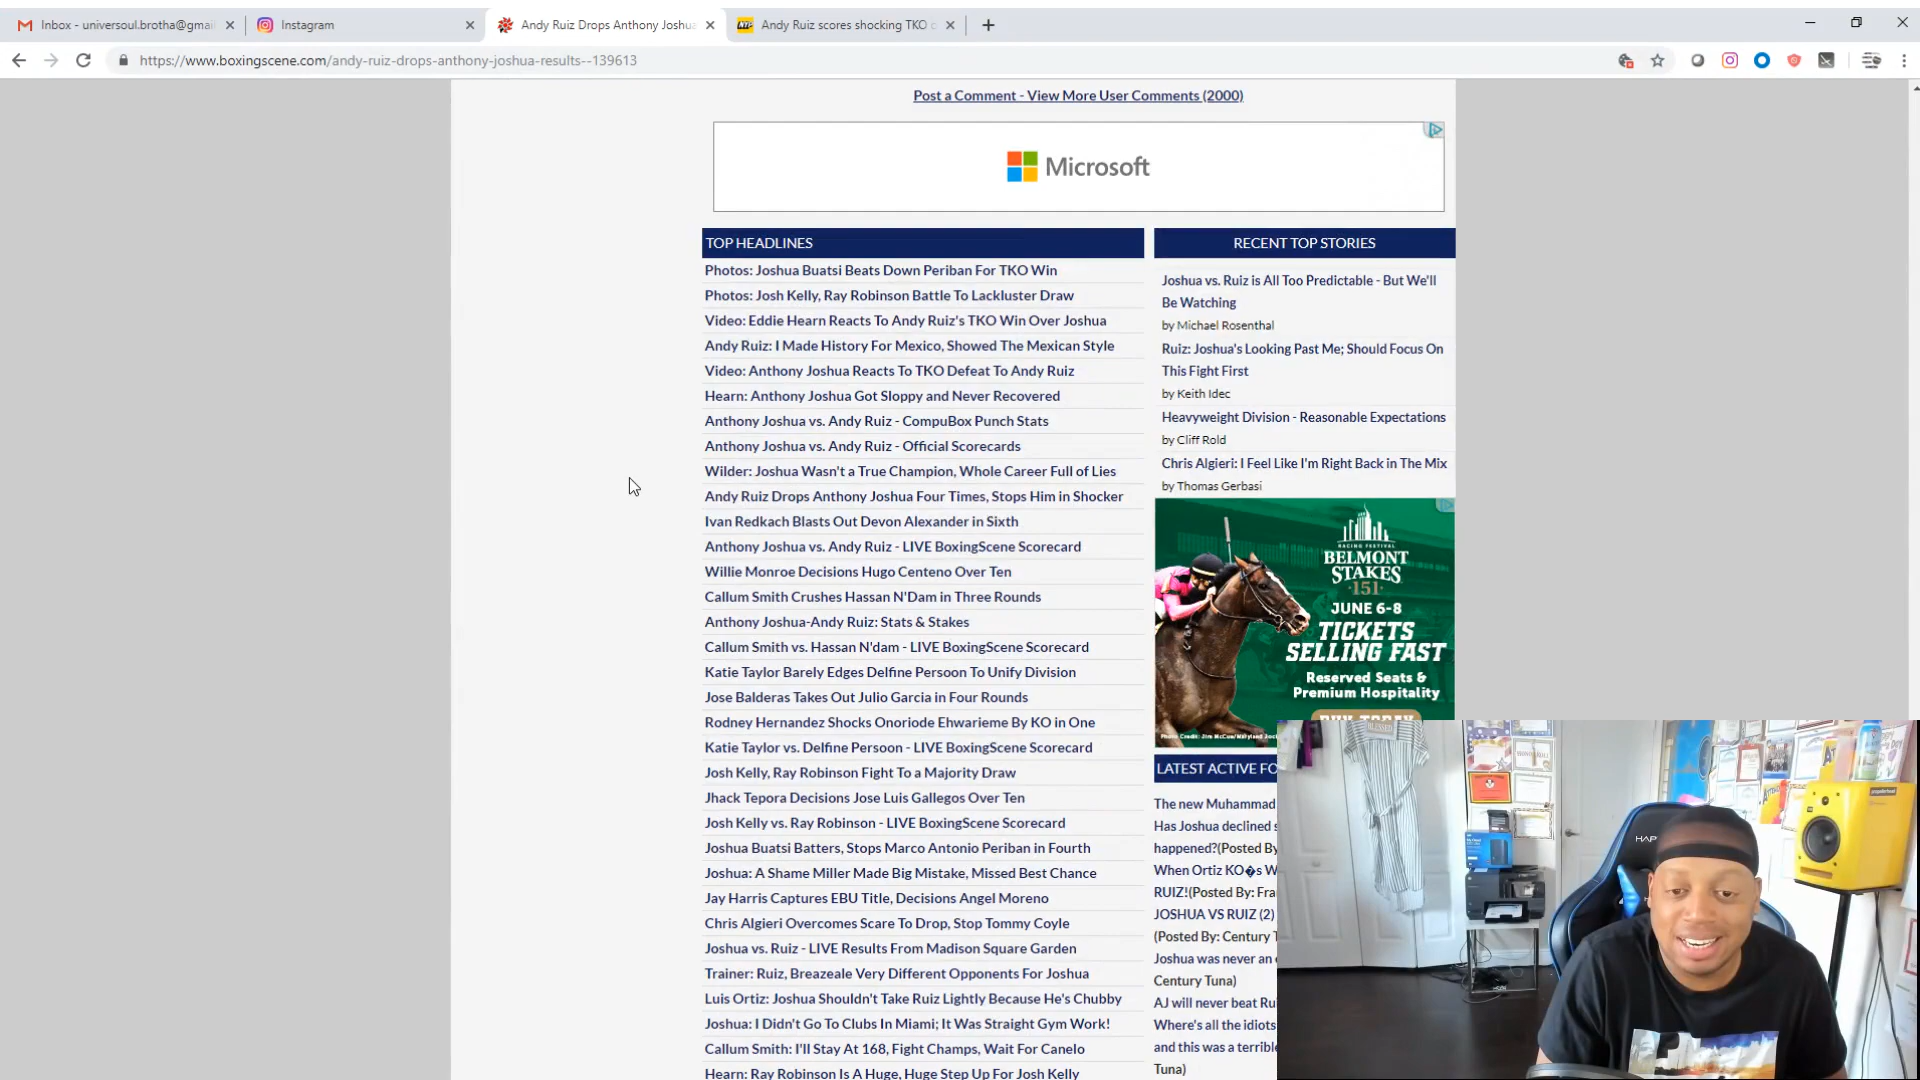 Inbox - universoul.brotha@gmai
Instagram
Andy Ruiz Drops Anthony Joshua
Andy Ruiz scores shocking TKO o
https://www.boxingscene.com/andy-ruiz-drops-anthony-joshua-results--139613
Post a Comment - View More User Comments (2000)
Microsoft
TOP HEADLINES
Photos: Joshua Buatsi Beats Down Periban For TKO Win
Photos: Josh Kelly, Ray Robinson Battle To Lackluster Draw
Video: Eddie Hearn Reacts To Andy Ruiz's TKO Win Over Joshua
Andy Ruiz: I Made History For Mexico, Showed The Mexican Style
Video: Anthony Joshua Reacts To TKO Defeat To Andy Ruiz
Hearn: Anthony Joshua Got Sloppy and Never Recovered
Anthony Joshua vs. Andy Ruiz - CompuBox Punch Stats
Anthony Joshua vs. Andy Ruiz - Official Scorecards
Wilder: Joshua Wasn't a True Champion, Whole Career Full of Lies
Andy Ruiz Drops Anthony Joshua Four Times, Stops Him in Shocker
Ivan Redkach Blasts Out Devon Alexander in Sixth
Anthony Joshua vs. Andy Ruiz - LIVE BoxingScene Scorecard
Willie Monroe Decisions Hugo Centeno Over Ten
Callum Smith Crushes Hassan N'Dam in Three Rounds
Anthony Joshua-Andy Ruiz: Stats & Stakes
Callum Smith vs. Hassan N'dam - LIVE BoxingScene Scorecard
Katie Taylor Barely Edges Delfine Persoon To Unify Division
Jose Balderas Takes Out Julio Garcia in Four Rounds
Rodney Hernandez Shocks Onoriode Ehwarieme By KO in One
Katie Taylor vs. Delfine Persoon - LIVE BoxingScene Scorecard
Josh Kelly, Ray Robinson Fight To a Majority Draw
Jhack Tepora Decisions Jose Luis Gallegos Over Ten
Josh Kelly vs. Ray Robinson - LIVE BoxingScene Scorecard
Joshua Buatsi Batters, Stops Marco Antonio Periban in Fourth
Joshua: A Shame Miller Made Big Mistake, Missed Best Chance
Jay Harris Captures EBU Title, Decisions Angel Moreno
Chris Algieri Overcomes Scare To Drop, Stop Tommy Coyle
Joshua vs. Ruiz - LIVE Results From Madison Square Garden
Trainer: Ruiz, Breazeale Very Different Opponents For Joshua
Luis Ortiz: Joshua Shouldn't Take Ruiz Lightly Because He's Chubby
Joshua: I Didn't Go To Clubs In Miami; It Was Straight Gym Work!
Callum Smith: I'll Stay At 168, Fight Champs, Wait For Canelo
Hearn: Ray Robinson Is A Huge, Huge Step Up For Josh Kelly
RECENT TOP STORIES
Joshua vs. Ruiz is All Too Predictable - But We'll
Be Watching
by Michael Rosenthal
Ruiz: Joshua's Looking Past Me; Should Focus On
This Fight First
by Keith Idec
Heavyweight Division - Reasonable Expectations
by Cliff Rold
Chris Algieri: I Feel Like I'm Right Back in The Mix
by Thomas Gerbasi
RACING FESTIVAL
BELMONT
STAKES
·151·
JUNE 6-8
TICKETS
SELLING FAST
Reserved Seats &
Premium Hospitality
BUY TODAY
LATEST ACTIVE FO
The new Muhammad
Has Joshua declined s
happened?(Posted By
When Ortiz KO�s W
RUIZ!(Posted By: Fra
JOSHUA VS RUIZ (2)
(Posted By: Century T
Joshua was never an e
Century Tuna)
AJ will never beat Ru
Where's all the idiots
and this was a terrible
Tuna)